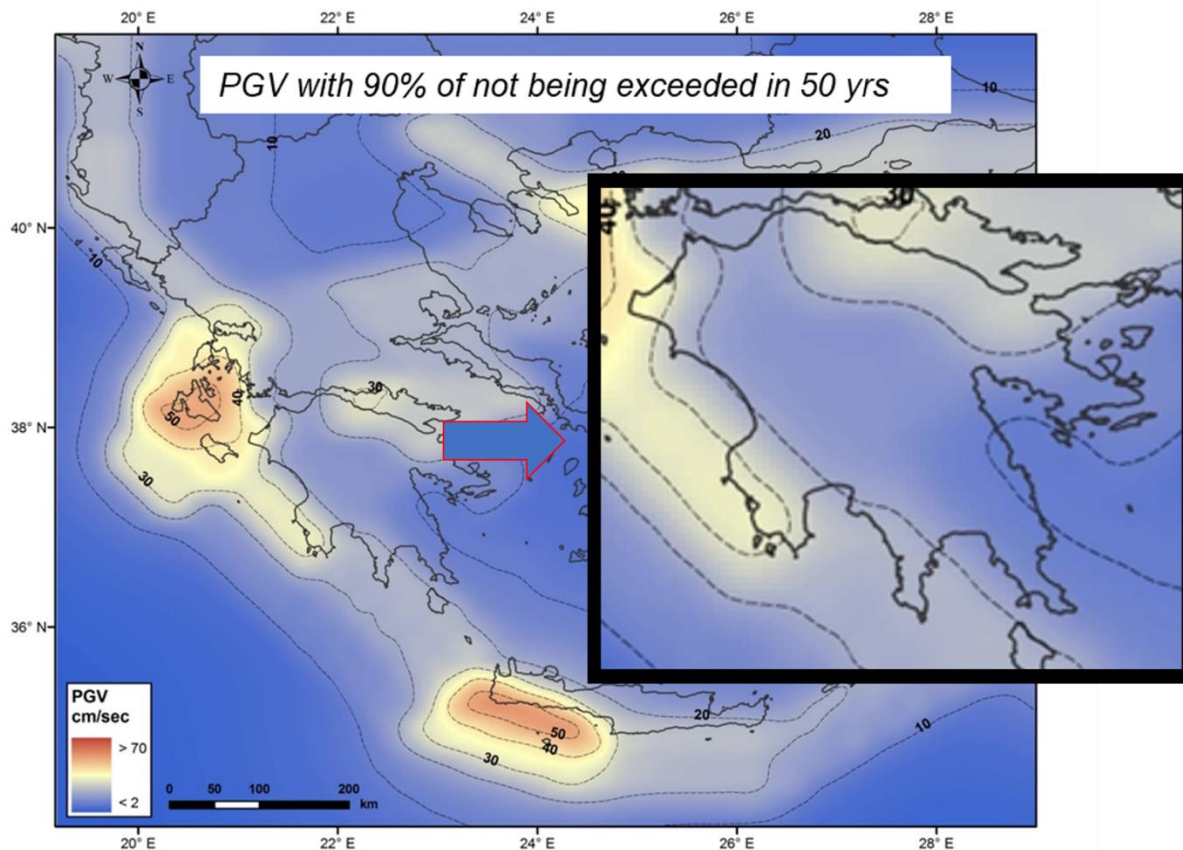 20° E 22° E 24° E 26° E 28° E
N
W E
S
PGV with 90% of not being exceeded in 50 yrs
10
10
20
40° N
-10
30
40
30
40
50
38° N
30
36° N
20
50
40
30
10
PGV
cm/sec
> 70
< 2
0 50 100 200
km
20° E 22° E 24° E 26° E 28° E